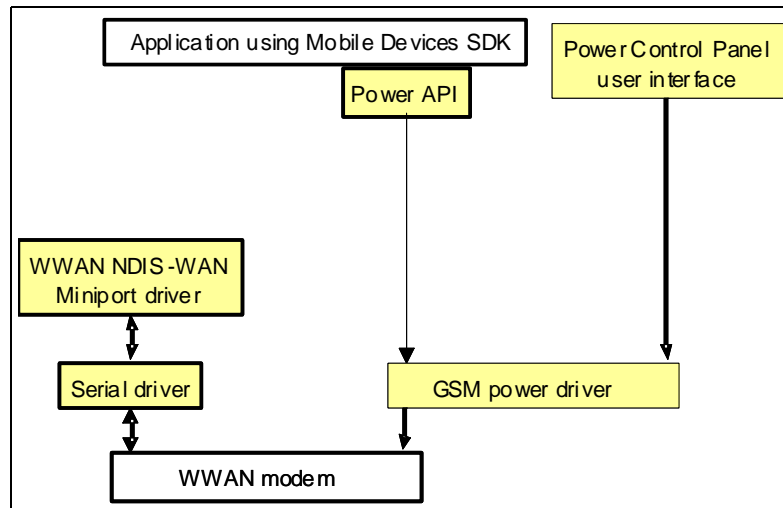 Application using Mobile Devices SDK
Power Control Panel
user interface
Power API
WWAN NDIS-WAN
Miniport driver
Serial driver
GSM power driver
WWAN modem